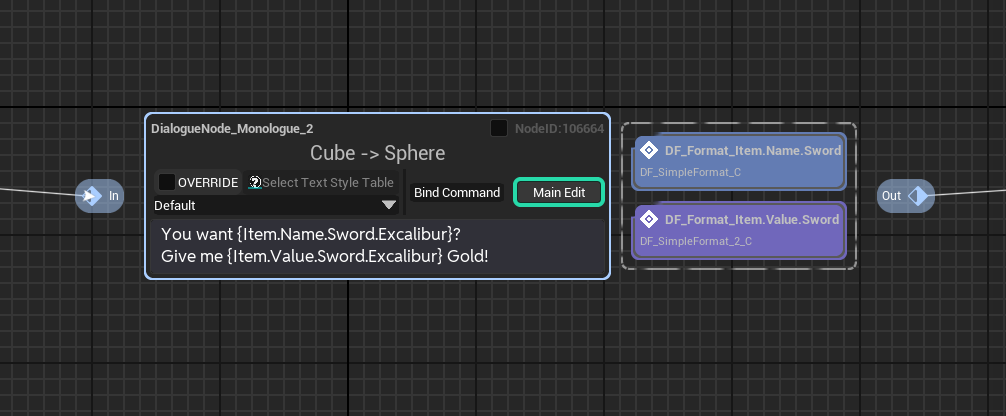 DialogueNode_Monologue_2
NodeID:106664
Cube -> Sphere
OVERRIDE
Select Text Style Table
Default
Bind Command
Main Edit
You want {Item.Name.Sword.Excalibur}?
Give me {Item.Value.Sword.Excalibur} Gold!
In
DF_Format_Item.Name.Sword
DF_SimpleFormat_C
DF_Format_Item.Value.Sword
DF_SimpleFormat_2_C
Out